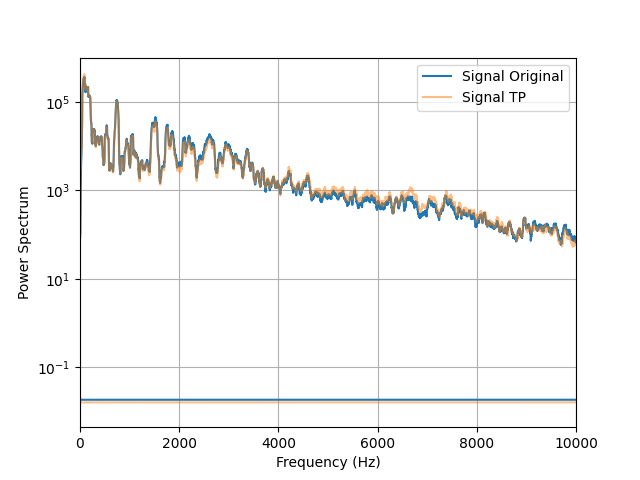 Signal Original
Signal TP
10^5
10^3
10^1
10^−1
Power Spectrum
0 2000 4000 6000 8000 10000
Frequency (Hz)